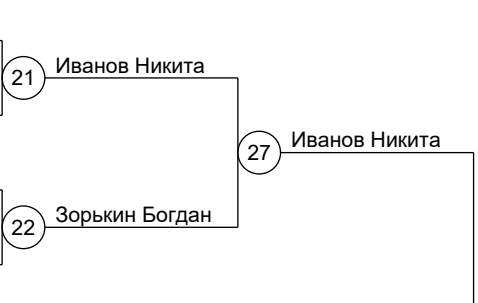 21 Иванов Никита
27 Иванов Никита
22 Зорькин Богдан